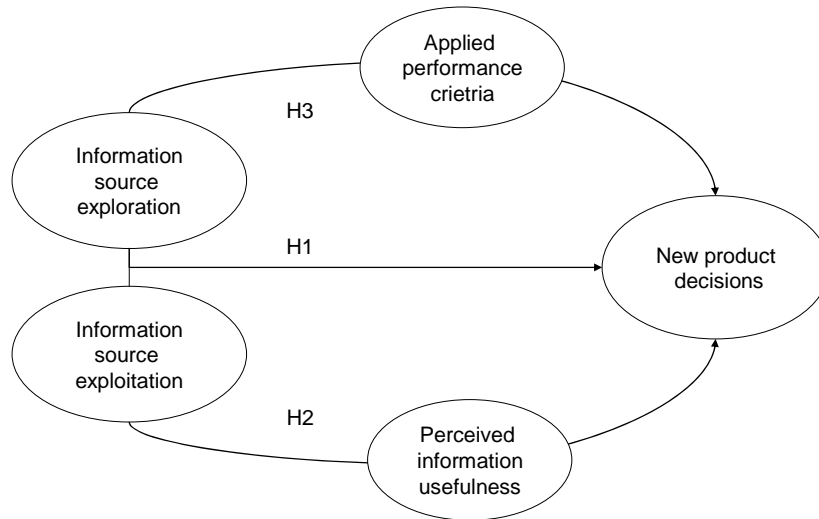 Applied
performance
crietria
H3
Information
source
exploration
H1
New product
decisions
Information
source
exploitation
H2
Perceived
information
usefulness